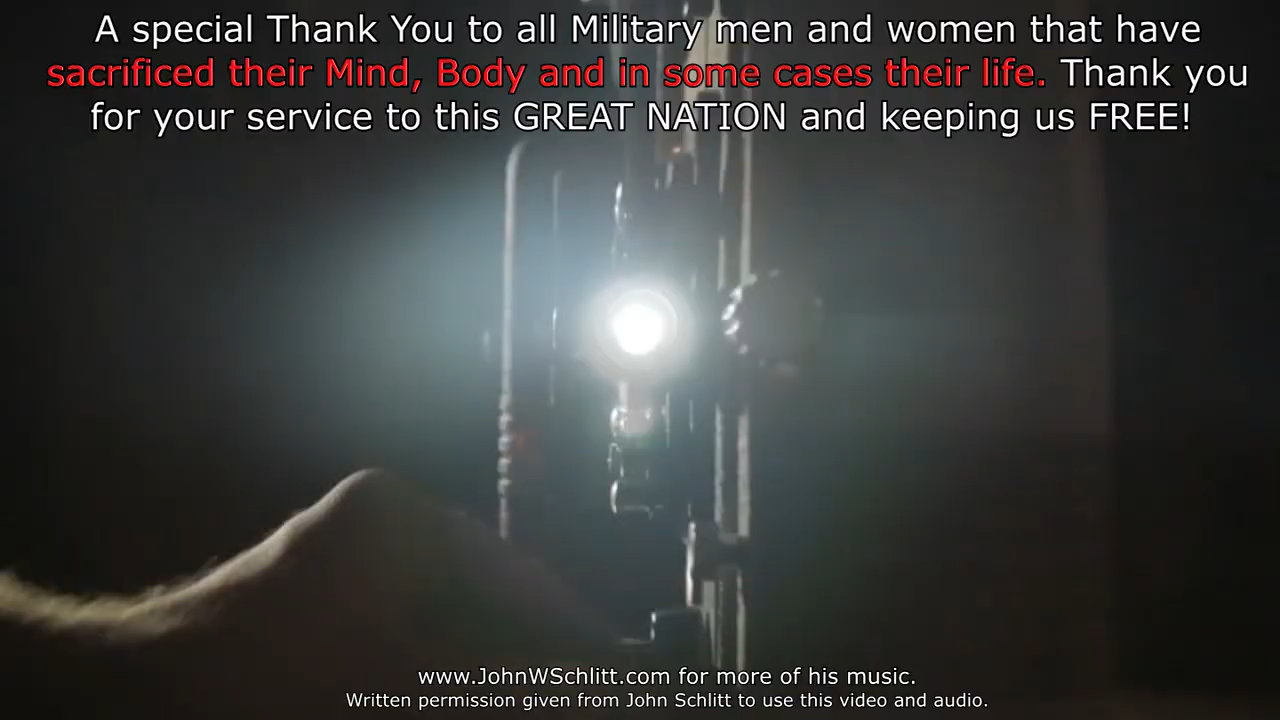 A special Thank You to all Military men and women that have
sacrificed their Mind, Body and in some cases their life. Thank you
for your service to this GREAT NATION and keeping us FREE!
www.JohnWSchlitt.com for more of his music.
Written permission given from John Schlitt to use this video and audio.